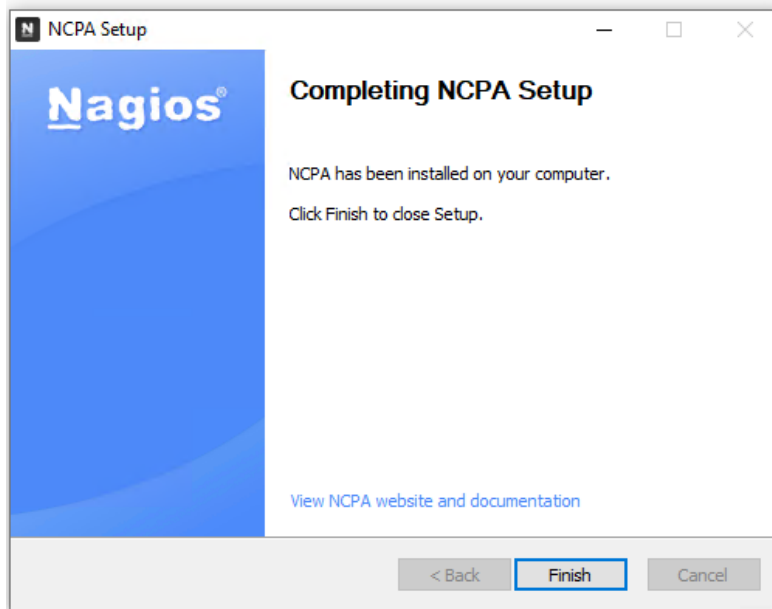 NCPA Setup
Nagios®
Completing NCPA Setup
NCPA has been installed on your computer.
Click Finish to close Setup.
View NCPA website and documentation
< Back
Finish
Cancel